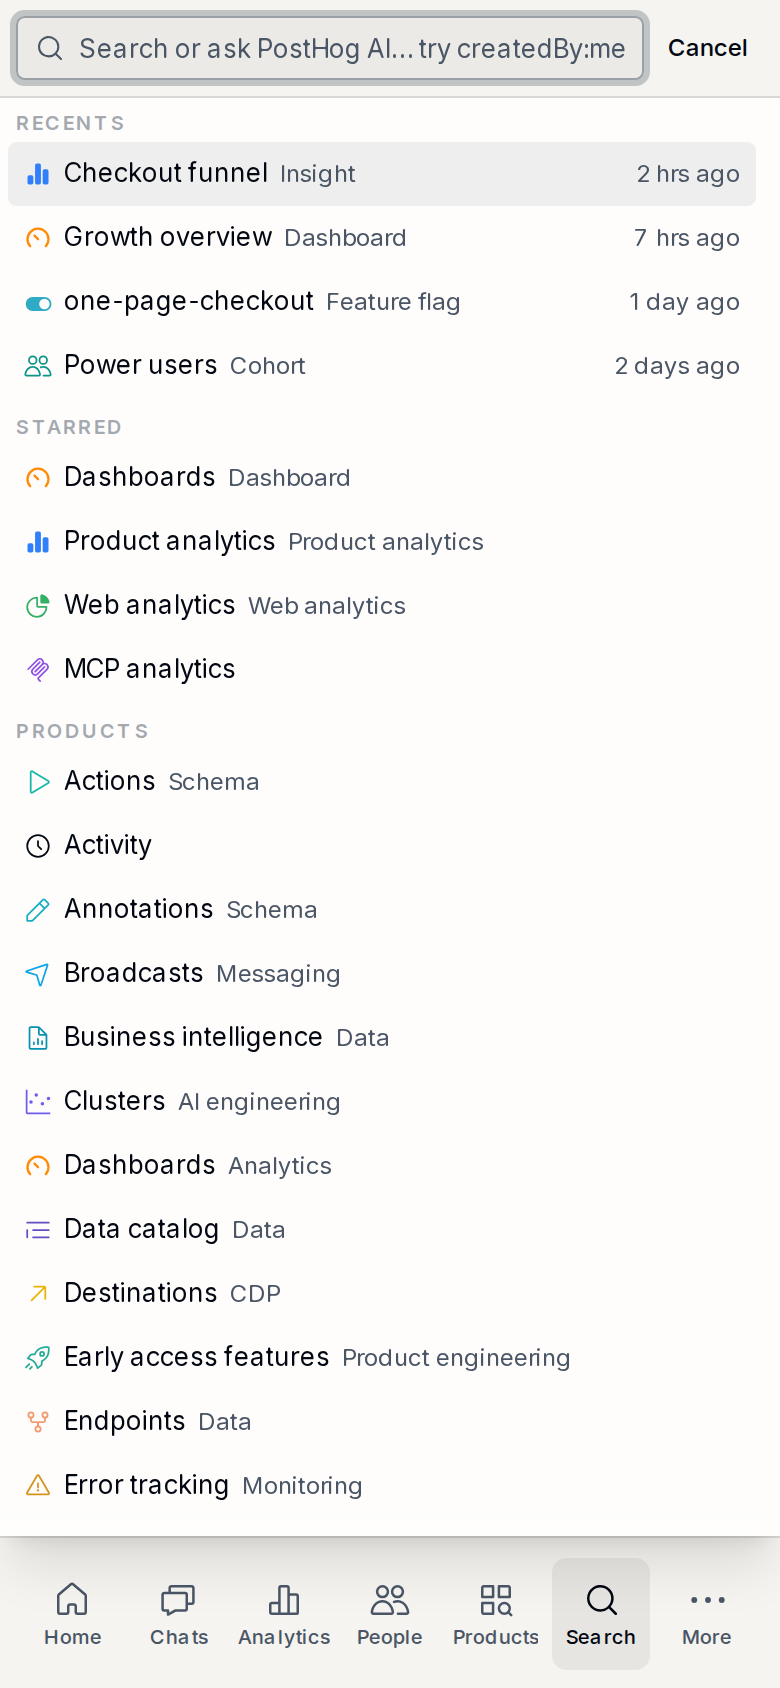 Search or ask PostHog AI... try createdBy:me
Cancel
RECENTS
Checkout funnel Insight 2 hrs ago
Growth overview Dashboard 7 hrs ago
one-page-checkout Feature flag 1 day ago
Power users Cohort 2 days ago
STARRED
Dashboards Dashboard
Product analytics Product analytics
Web analytics Web analytics
MCP analytics
PRODUCTS
Actions Schema
Activity
Annotations Schema
Broadcasts Messaging
Business intelligence Data
Clusters AI engineering
Dashboards Analytics
Data catalog Data
Destinations CDP
Early access features Product engineering
Endpoints Data
Error tracking Monitoring
Home Chats Analytics People Products Search More